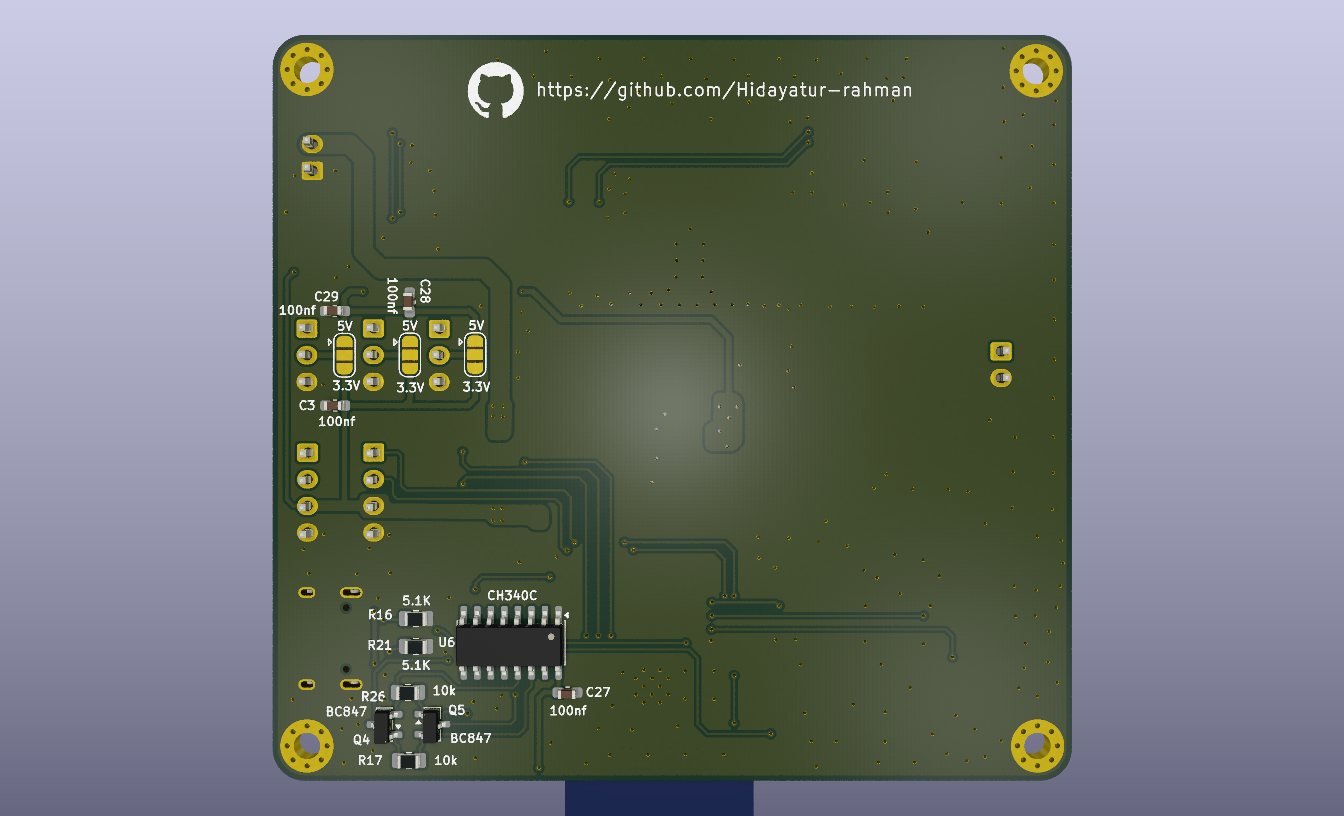 https://github.com/Hidayatur-rahman
C29
100nf
100nf
C28
5V
5V
5V
3.3V
3.3V
3.3V
C3
100nf
CH340C
5.1K
R16
R21
U6
5.1K
R26
10k
C27
100nf
BC847
Q5
Q4
BC847
R17
10k